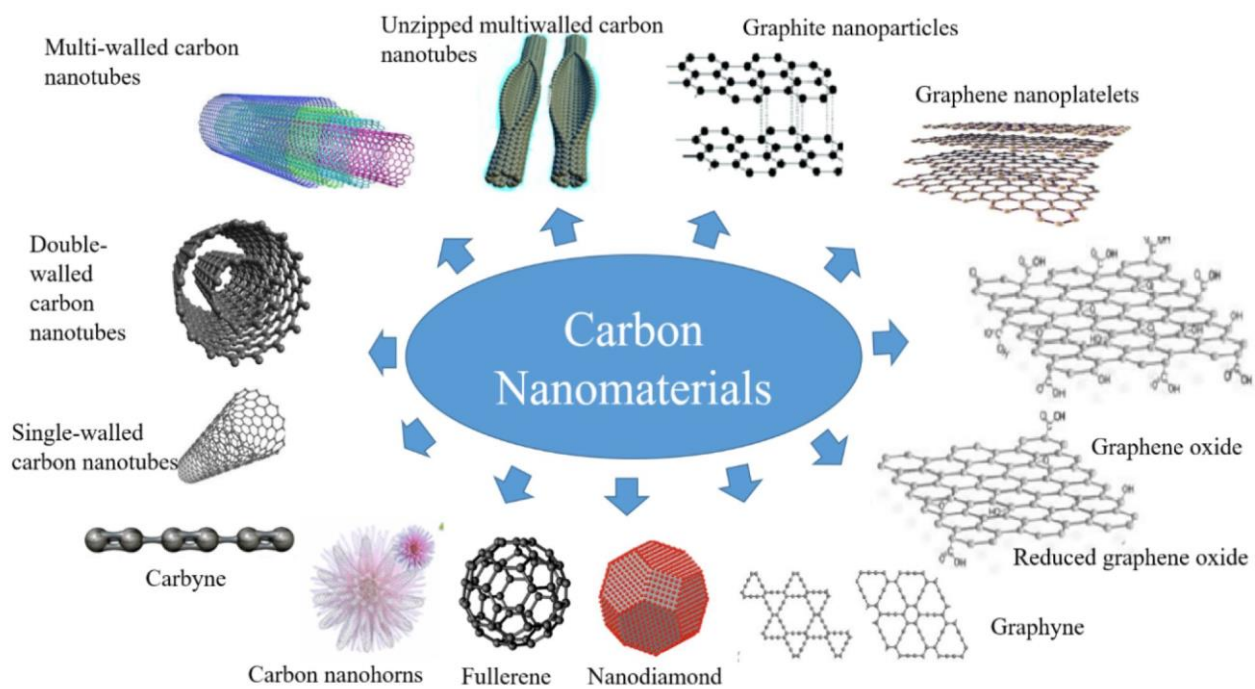 Unzipped multiwalled carbon
nanotubes
Graphite nanoparticles
Multi-walled carbon
nanotubes
Graphene nanoplatelets
Double-
walled
carbon
nanotubes
Carbon
Nanomaterials
Single-walled
carbon nanotubes
Graphene oxide
Carbyne
Reduced graphene oxide
Graphyne
Carbon nanohorns
Fullerene
Nanodiamond